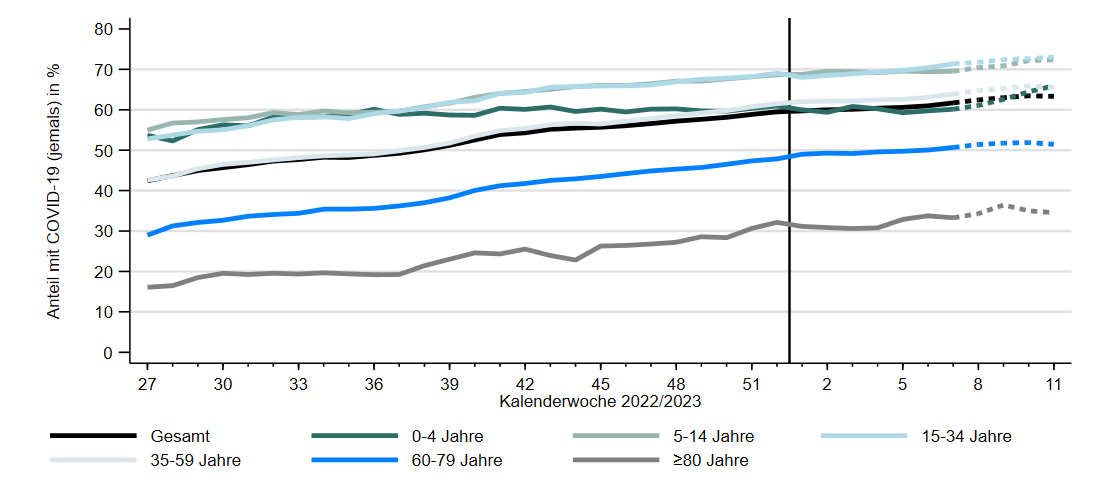 Anteil mit COVID-19 (jemals) in %
80
70
60
50
40
30
20
10
0
27 30 33 36 39 42 45 48 51 2 5 8 11
Kalenderwoche 2022/2023
Gesamt 0-4 Jahre 5-14 Jahre 15-34 Jahre
35-59 Jahre 60-79 Jahre ≥80 Jahre